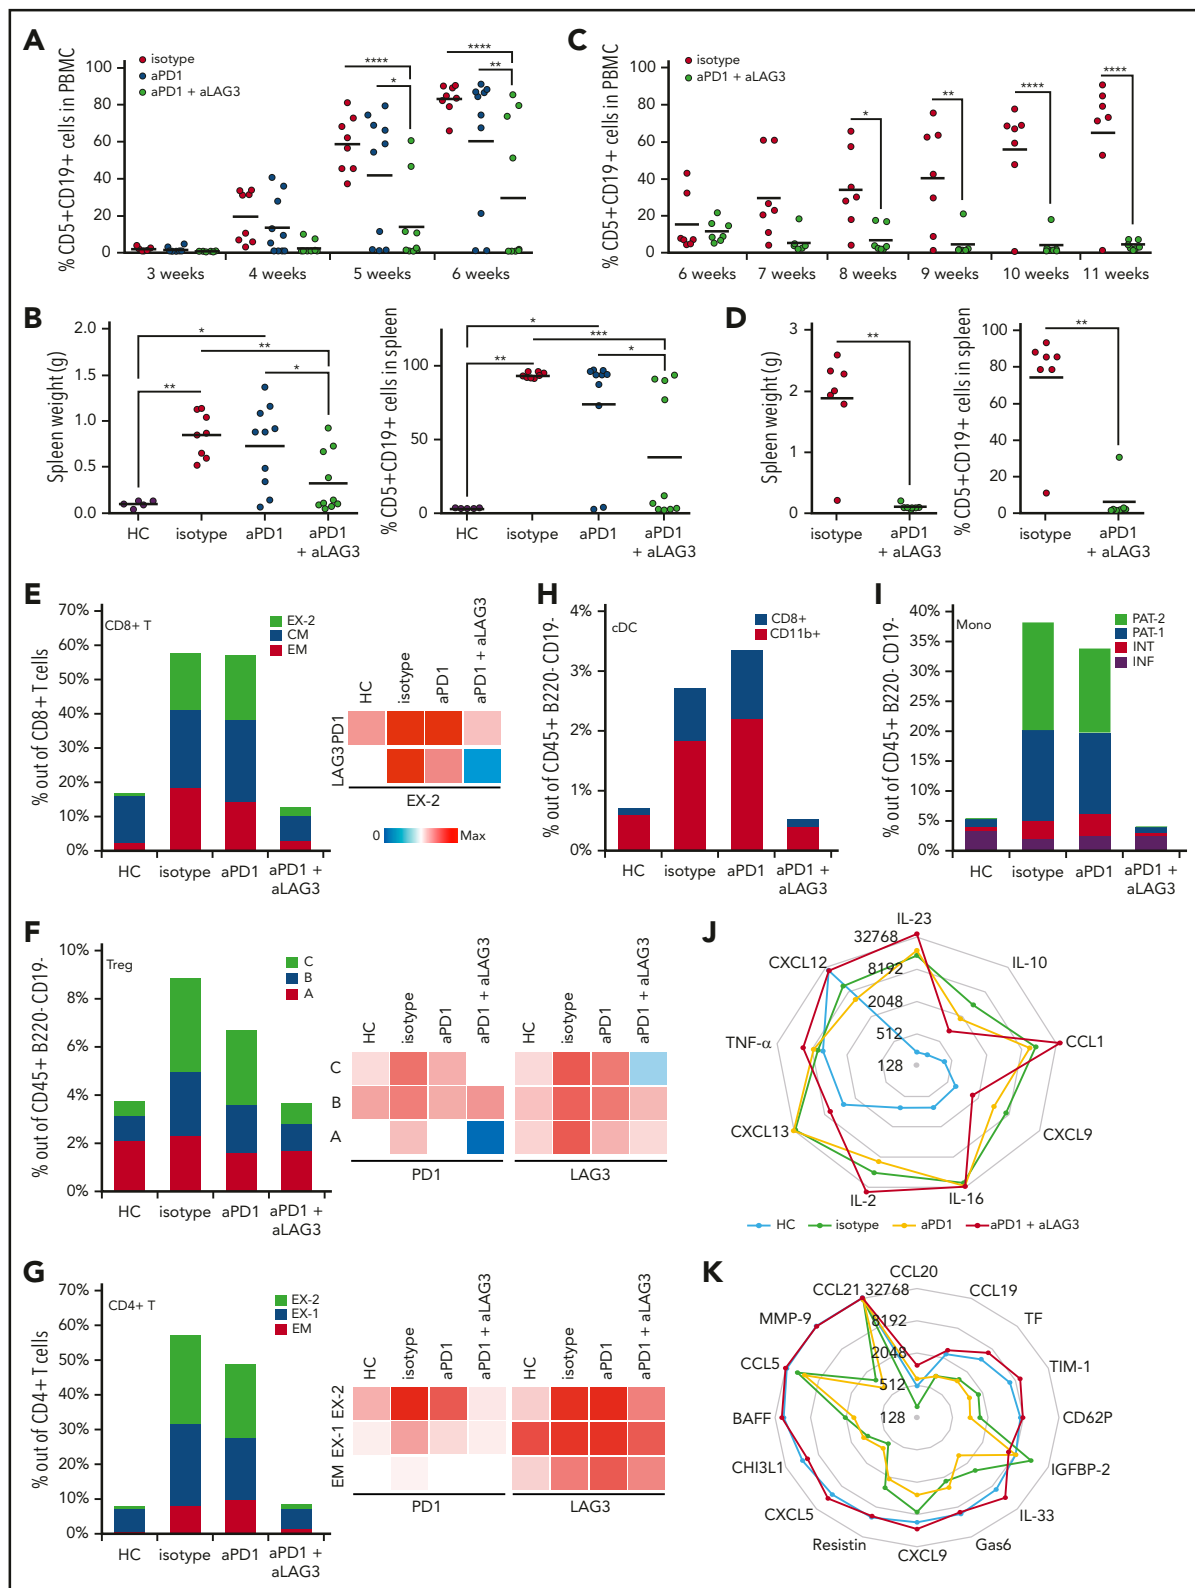 A
isotype
aPD1
aPD1 + aLAG3
% CD5+CD19+ cells in PBMC
100
80
60
40
20
0
****
*
****
**
3 weeks 4 weeks 5 weeks 6 weeks
C
isotype
aPD1 + aLAG3
% CD5+CD19+ cells in PBMC
100
80
60
40
20
0
*
**
****
****
6 weeks 7 weeks 8 weeks 9 weeks 10 weeks 11 weeks
B
Spleen weight (g)
2.0
1.5
1.0
0.5
0.0
*
**
**
*
HC isotype aPD1 aPD1 + aLAG3
% CD5+CD19+ cells in spleen
100
50
0
*
***
**
*
HC isotype aPD1 aPD1 + aLAG3
D
Spleen weight (g)
3
2
1
0
**
isotype aPD1 + aLAG3
% CD5+CD19+ cells in spleen
100
80
60
40
20
0
**
isotype aPD1 + aLAG3
E
CD8+ T
EX-2
CM
EM
% out of CD8+ T cells
70%
60%
50%
40%
30%
20%
10%
0%
HC isotype aPD1 aPD1 + aLAG3
HC isotype aPD1 aPD1 + aLAG3
PD1
LAG3
EX-2
0 Max
H
cDC
CD8+
CD11b+
% out of CD45+ B220- CD19-
4%
3%
2%
1%
0%
HC isotype aPD1 aPD1 + aLAG3
I
Mono
PAT-2
PAT-1
INT
INF
% out of CD45+ B220- CD19-
40%
35%
30%
25%
20%
15%
10%
5%
0%
HC isotype aPD1 aPD1 + aLAG3
F
Treg
C
B
A
% out of CD45+ B220- CD19-
10%
8%
6%
4%
2%
0%
HC isotype aPD1 aPD1 + aLAG3
HC isotype aPD1 aPD1 + aLAG3 HC isotype aPD1 aPD1 + aLAG3
C
B
A
PD1 LAG3
J
IL-23
IL-10
CCL1
CXCL9
IL-16
IL-2
CXCL13
TNF-α
CXCL12
32768
8192
2048
512
128
HC isotype aPD1 aPD1 + aLAG3
G
CD4+ T
EX-2
EX-1
EM
% out of CD4+ T cells
70%
60%
50%
40%
30%
20%
10%
0%
HC isotype aPD1 aPD1 + aLAG3
HC isotype aPD1 aPD1 + aLAG3 HC isotype aPD1 aPD1 + aLAG3
EX-2
EX-1
EM
PD1 LAG3
K
CCL20
CCL19
TF
TIM-1
CD62P
IGFBP-2
IL-33
Gas6
CXCL9
Resistin
CXCL5
CHI3L1
BAFF
CCL5
MMP-9
CCL21
32768
8192
2048
512
128